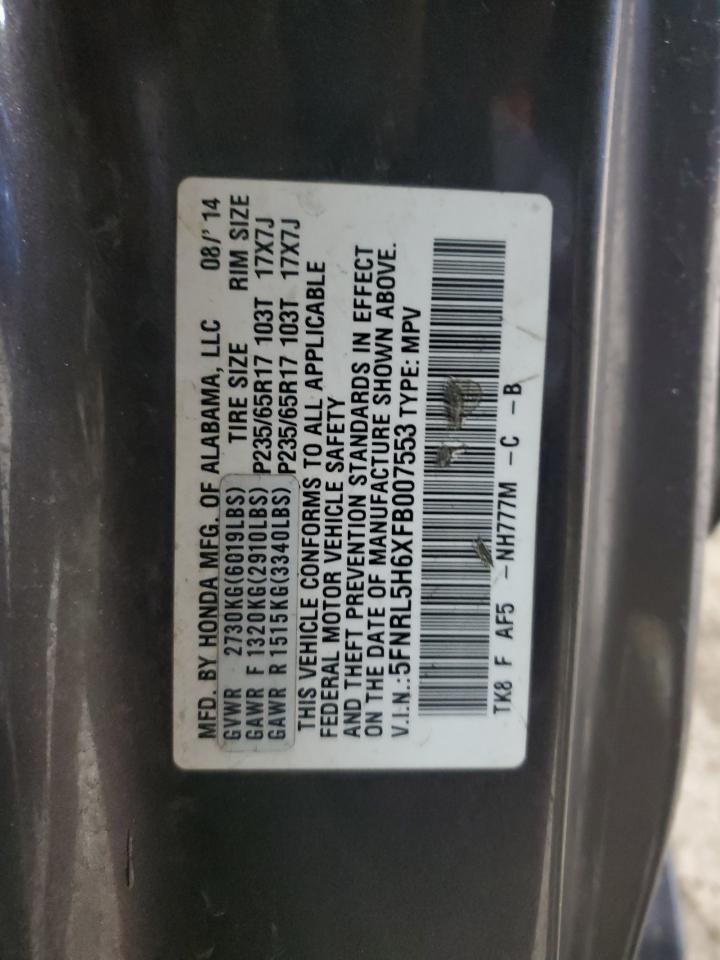 MFD. BY HONDA MFG. OF ALABAMA, LLC 08/'14
GVWR 2730KG(6019LBS) TIRE SIZE RIM SIZE
GAWR F 1320KG(2910LBS) P235/65R17 103T 17X7J
GAWR R 1515KG(3340LBS) P235/65R17 103T 17X7J
THIS VEHICLE CONFORMS TO ALL APPLICABLE
FEDERAL MOTOR VEHICLE SAFETY
AND THEFT PREVENTION STANDARDS IN EFFECT
ON THE DATE OF MANUFACTURE SHOWN ABOVE.
V.I.N.:5FNRL5H6XFB007553 TYPE: MPV
TK8 F AF5 -NH777M -C -B